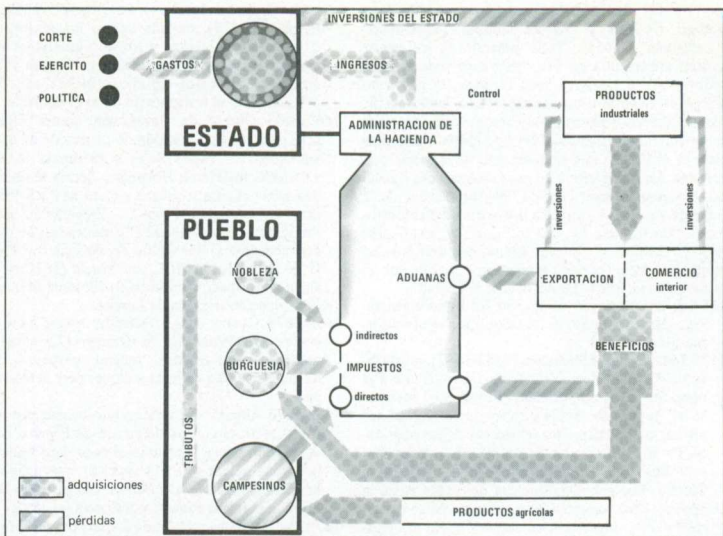 INVERSIONES DEL ESTADO
CORTE
EJERCITO
POLITICA
GASTOS
INGRESOS
ESTADO
Control
PRODUCTOS
industriales
ADMINISTRACION DE
LA HACIENDA
inversiones
inversiones
PUEBLO
NOBLEZA
ADUANAS
EXPORTACION
COMERCIO
interior
indirectos
BURGUESIA
IMPUESTOS
BENEFICIOS
directos
TRIBUTOS
CAMPESINOS
PRODUCTOS agrícolas
adquisiciones
pérdidas